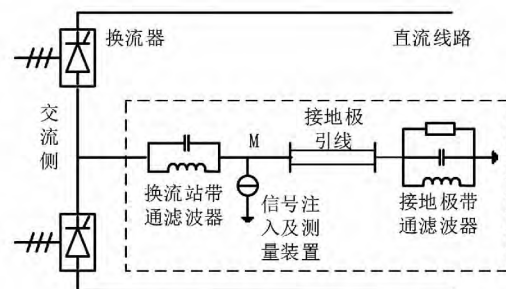 换流器
直流线路
交
流
侧
接地极
引线
M
换流站带
通滤波器
信号注
入及测
量装置
接地极带
通滤波器